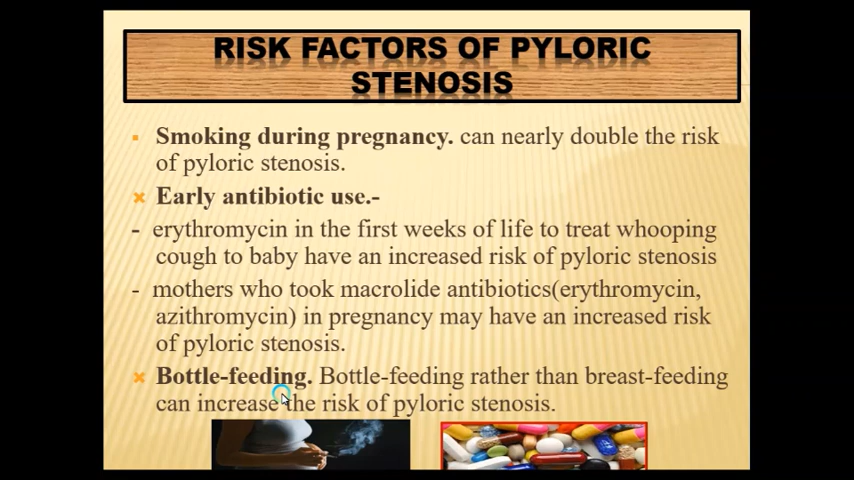 RISK FACTORS OF PYLORIC
STENOSIS
Smoking during pregnancy. can nearly double the risk
of pyloric stenosis.
Early antibiotic use.-
- erythromycin in the first weeks of life to treat whooping
cough to baby have an increased risk of pyloric stenosis
- mothers who took macrolide antibiotics(erythromycin,
azithromycin) in pregnancy may have an increased risk
of pyloric stenosis.
Bottle-feeding. Bottle-feeding rather than breast-feeding
can increase the risk of pyloric stenosis.